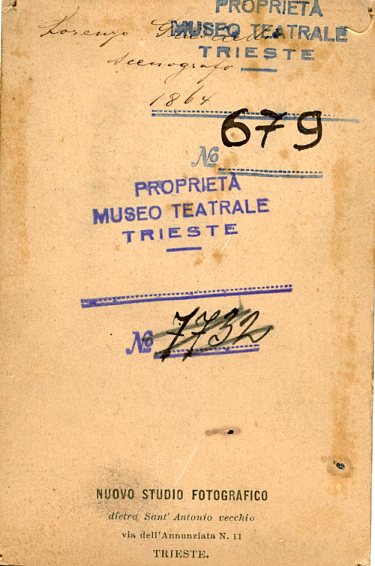 PROPRIETÀ
Lorenzo MUSEO TEATRALE
TRIESTE
scenografo
1864
No 679
PROPRIETÀ
MUSEO TEATRALE
TRIESTE
No 7732
NUOVO STUDIO FOTOGRAFICO
dietro Sant' Antonio vecchio
via dell'Annunziata N. 11
TRIESTE.